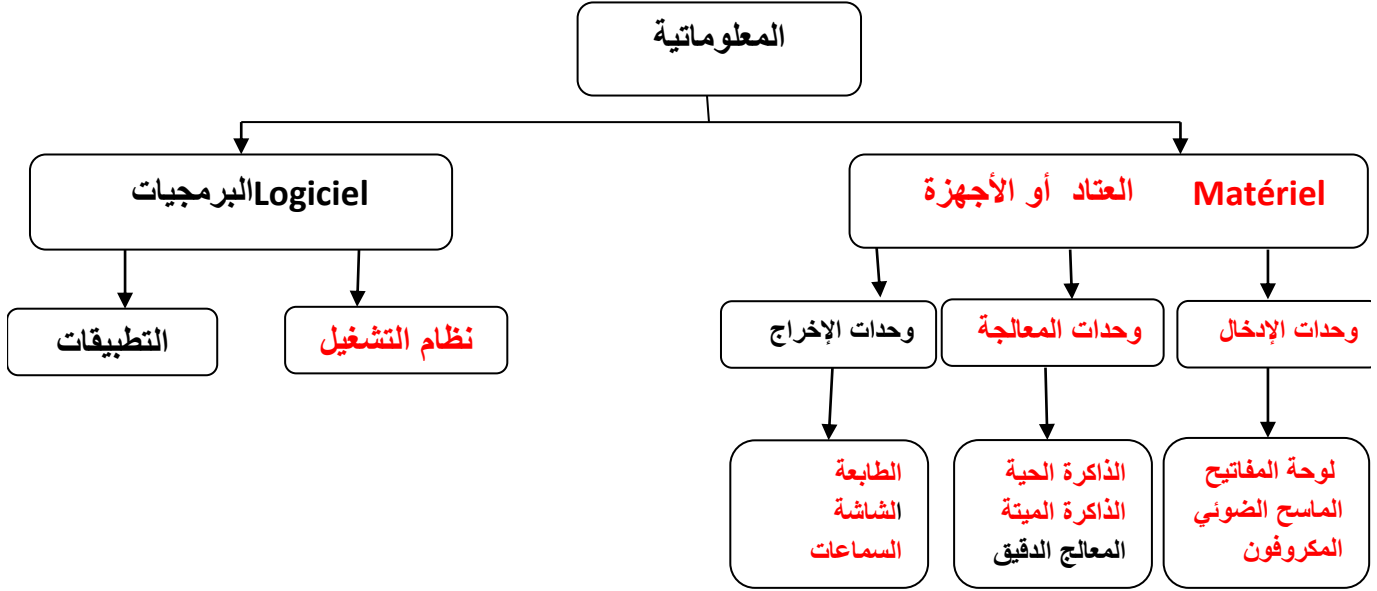 المعلوماتية
Matériel العتاد أو الأجهزة
Logicielالبرمجيات
وحدات الإدخال
وحدات المعالجة
وحدات الإخراج
نظام التشغيل
التطبيقات
لوحة المفاتيح
الماسح الضوئي
المكروفون
الذاكرة الحية
الذاكرة الميتة
المعالج الدقيق
الطابعة
الشاشة
السماعات